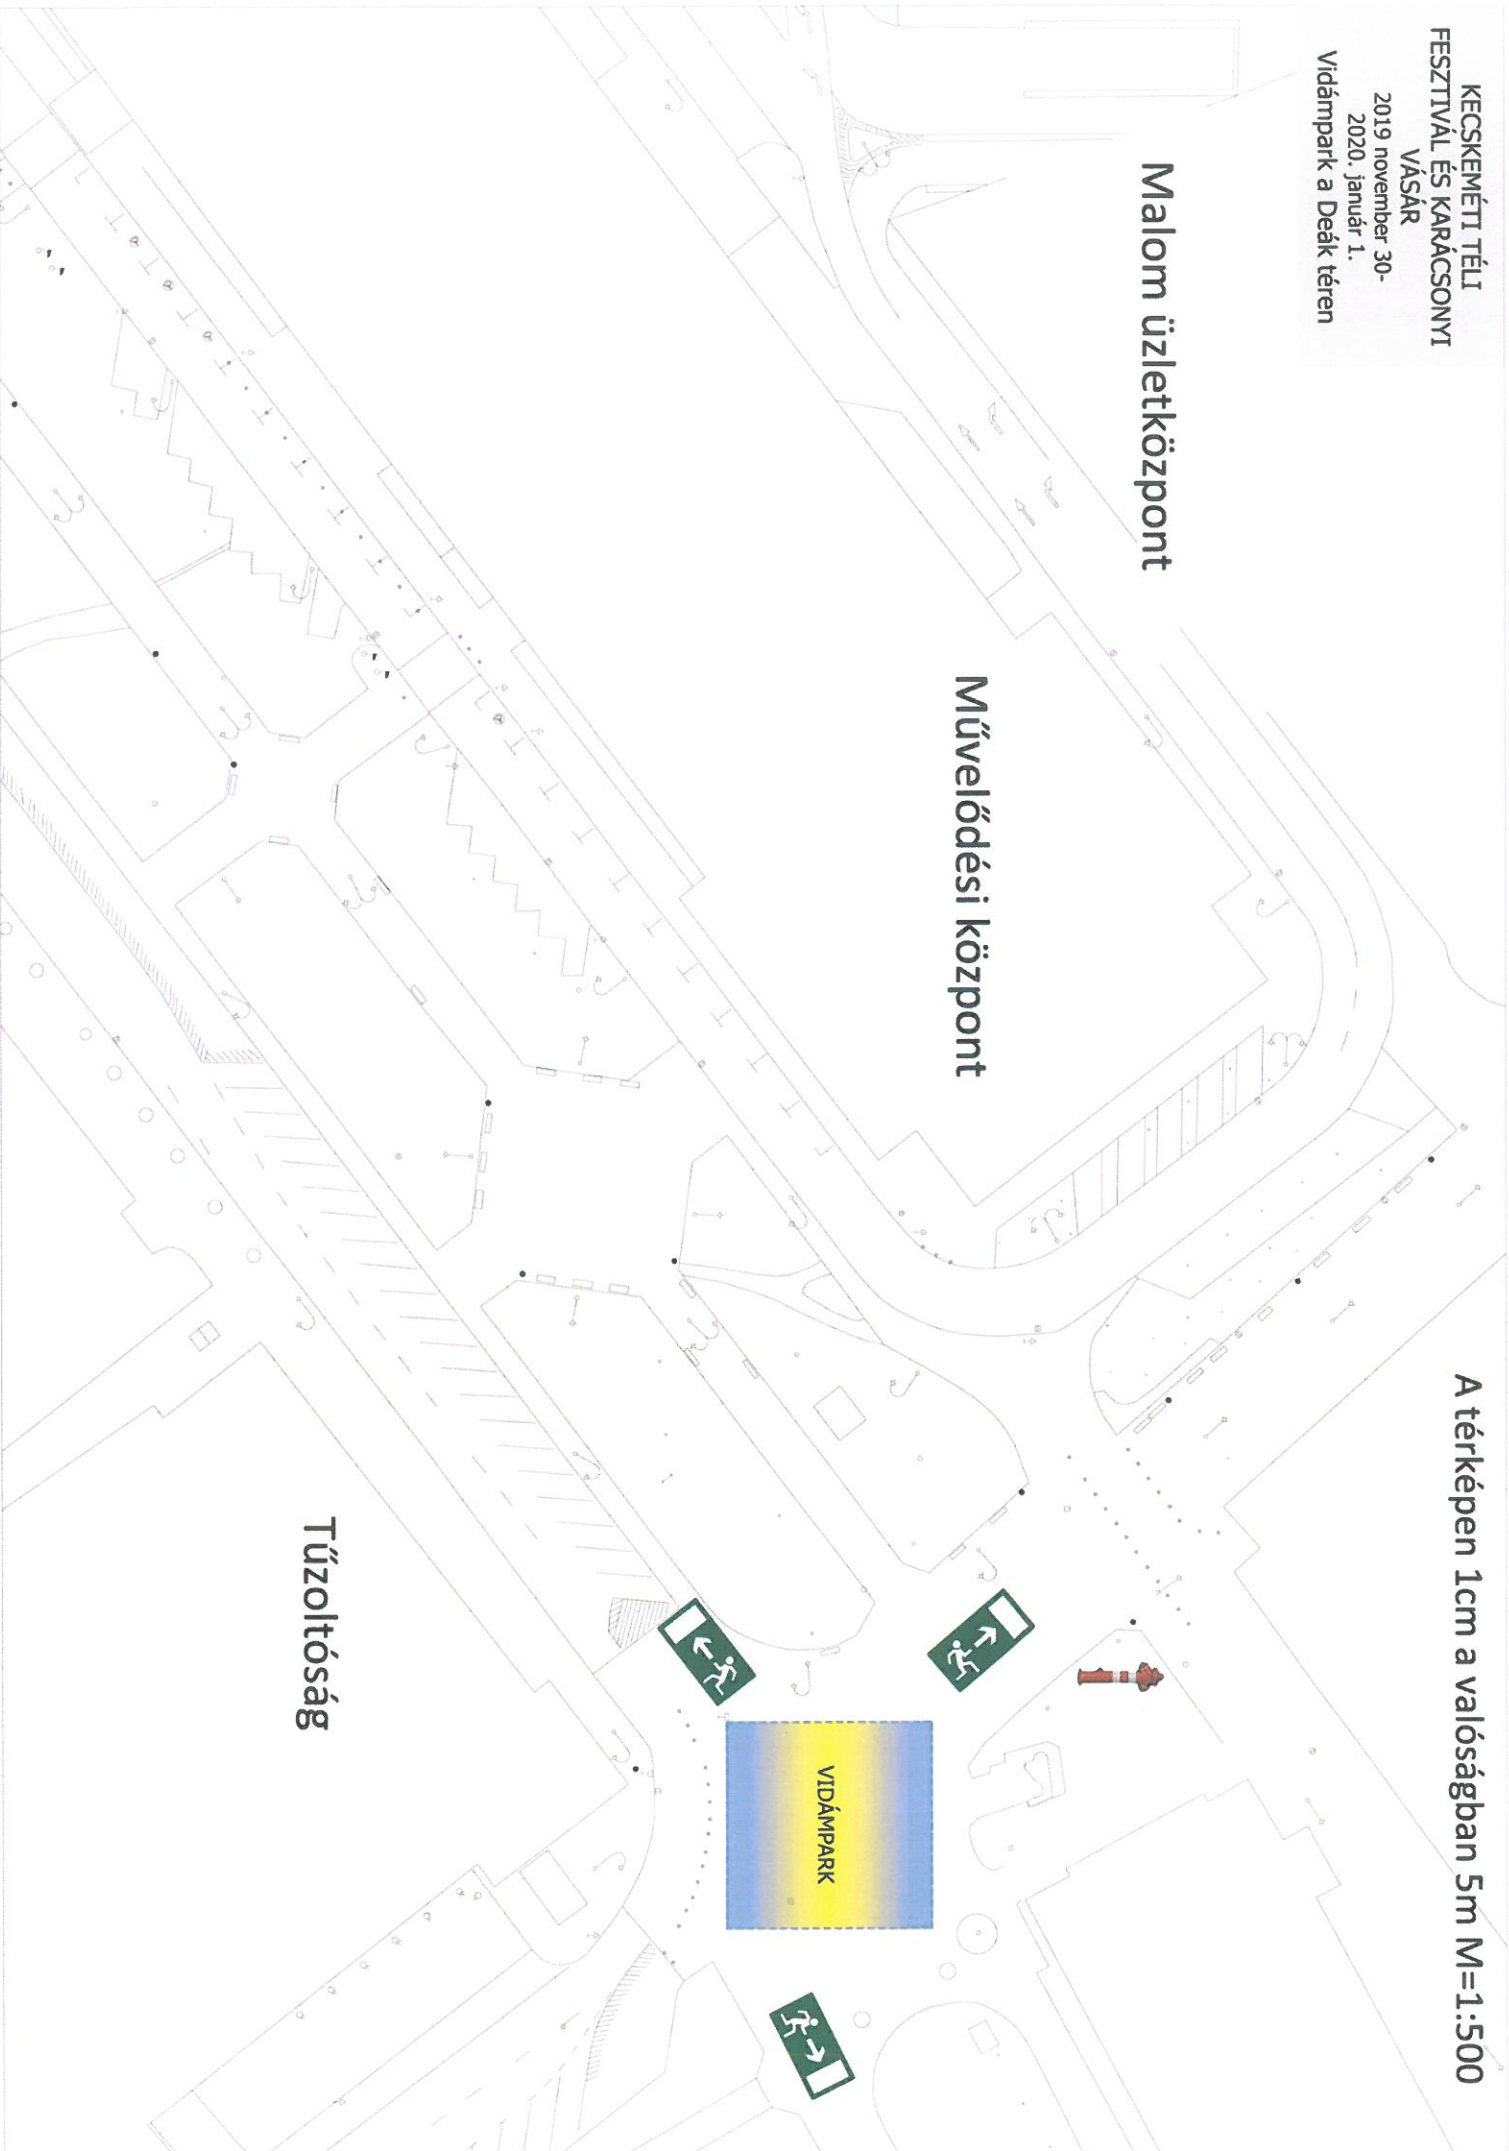 KECSKEMÉTI TÉLI
FESZTIVÁL ÉS KARÁCSONYI
VÁSÁR
2019 november 30-
2020. január 1.
Vidámpark a Deák téren
A térképen 1cm a valóságban 5m M=1:500
Malom üzletközpont
Művelődési központ
VIDÁMPARK
Tűzoltóság